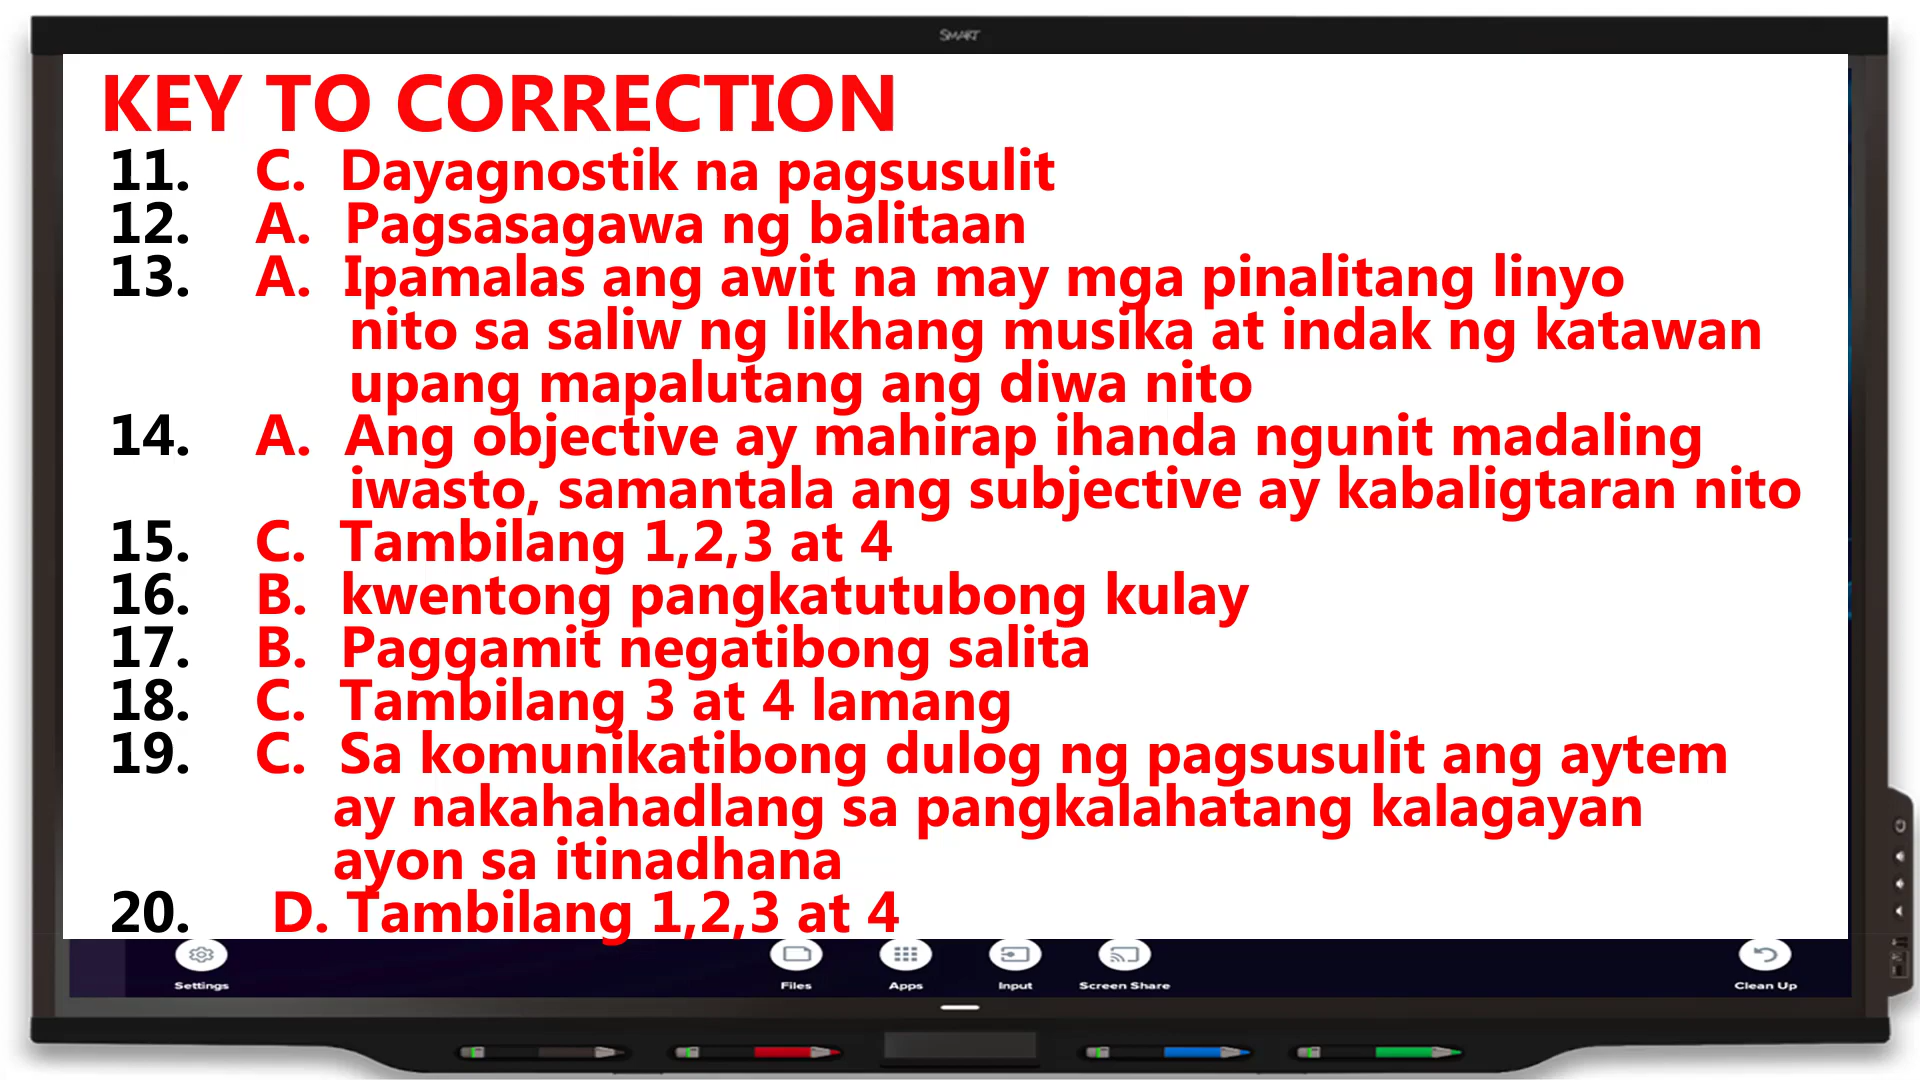 SMART
KEY TO CORRECTION
11. C. Dayagnostik na pagsusulit
12. A. Pagsasagawa ng balitaan
13. A. Ipamalas ang awit na may mga pinalitang linyo
nito sa saliw ng likhang musika at indak ng katawan
upang mapalutang ang diwa nito
14. A. Ang objective ay mahirap ihanda ngunit madaling
iwasto, samantala ang subjective ay kabaligtaran nito
15. C. Tambilang 1,2,3 at 4
16. B. kwentong pangkatutubong kulay
17. B. Paggamit negatibong salita
18. C. Tambilang 3 at 4 lamang
19. C. Sa komunikatibong dulog ng pagsusulit ang aytem
ay nakahahadlang sa pangkalahatang kalagayan
ayon sa itinadhana
20. D. Tambilang 1,2,3 at 4
Settings Files Apps Input Screen Share Clean Up